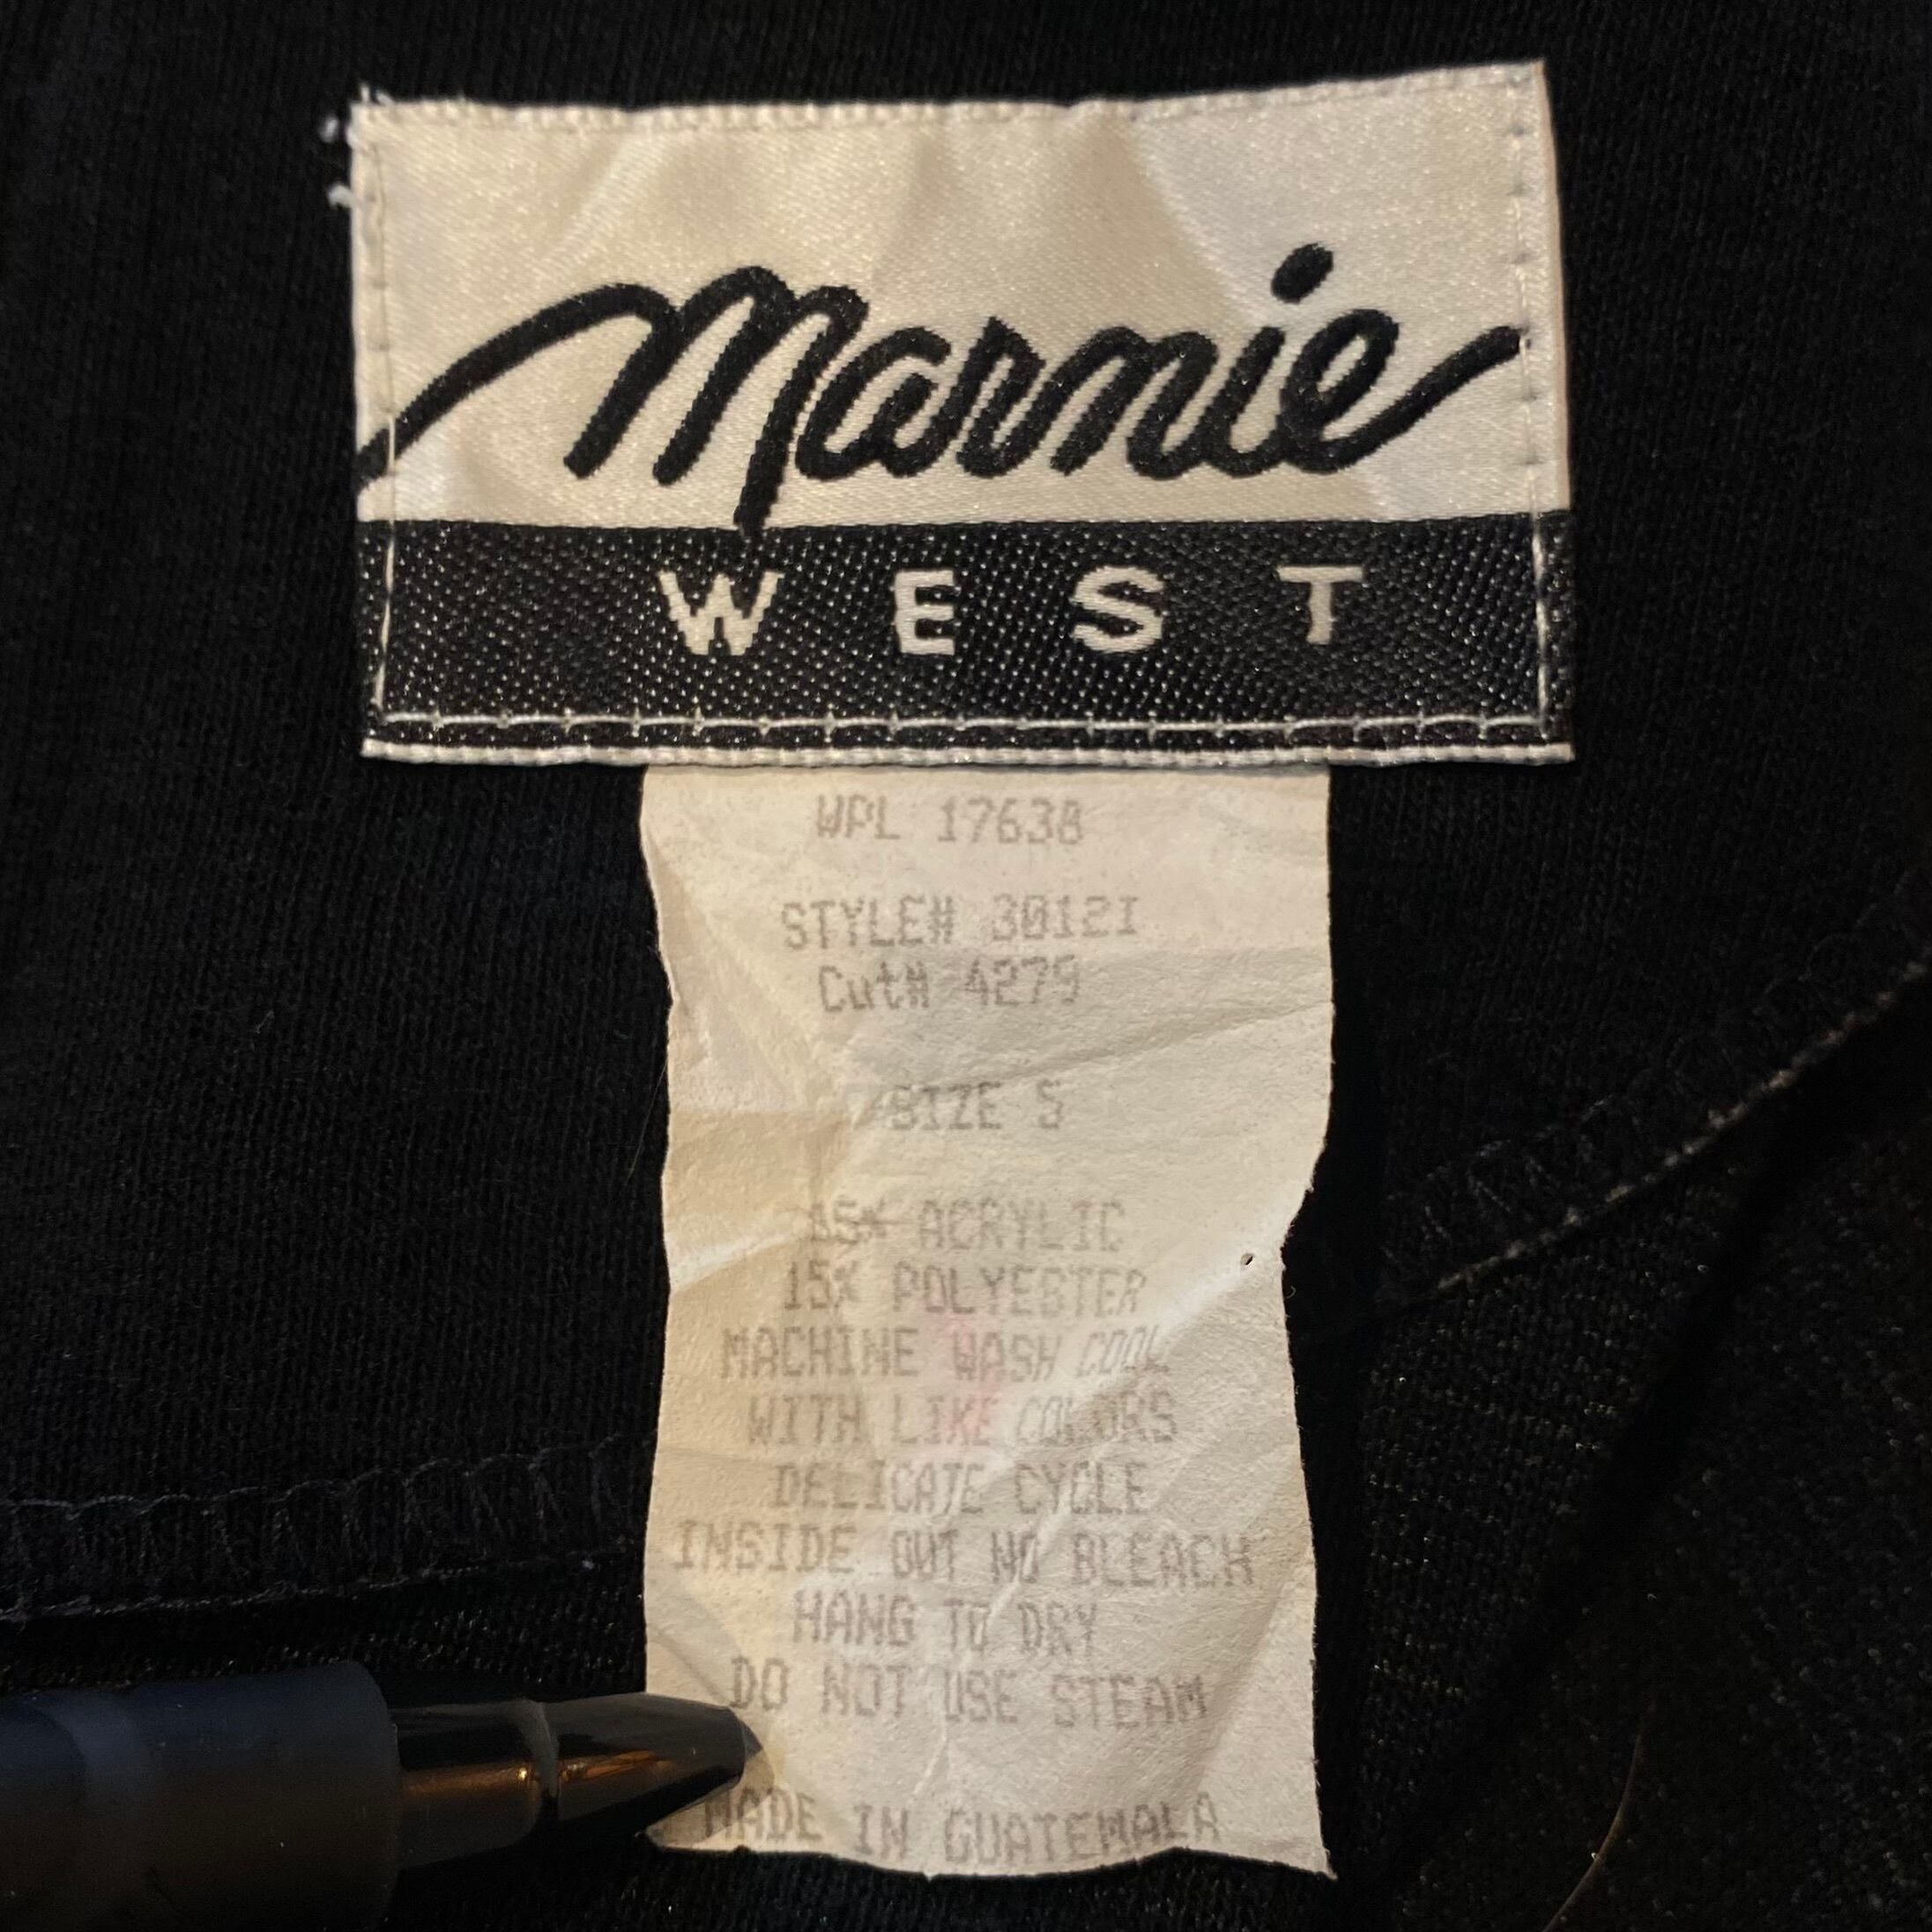 Marnie
WEST
WPL 17638
STYLE# 30121
Cut# 4279
SIZE S
ACRYLIC
15% POLYESTER
MACHINE WASH COOL
WITH LIKE COLORS
DELICATE CYCLE
INSIDE OUT NO BLEACH
HANG TO DRY
DO NOT USE STEAM
MADE IN GUATEMALA